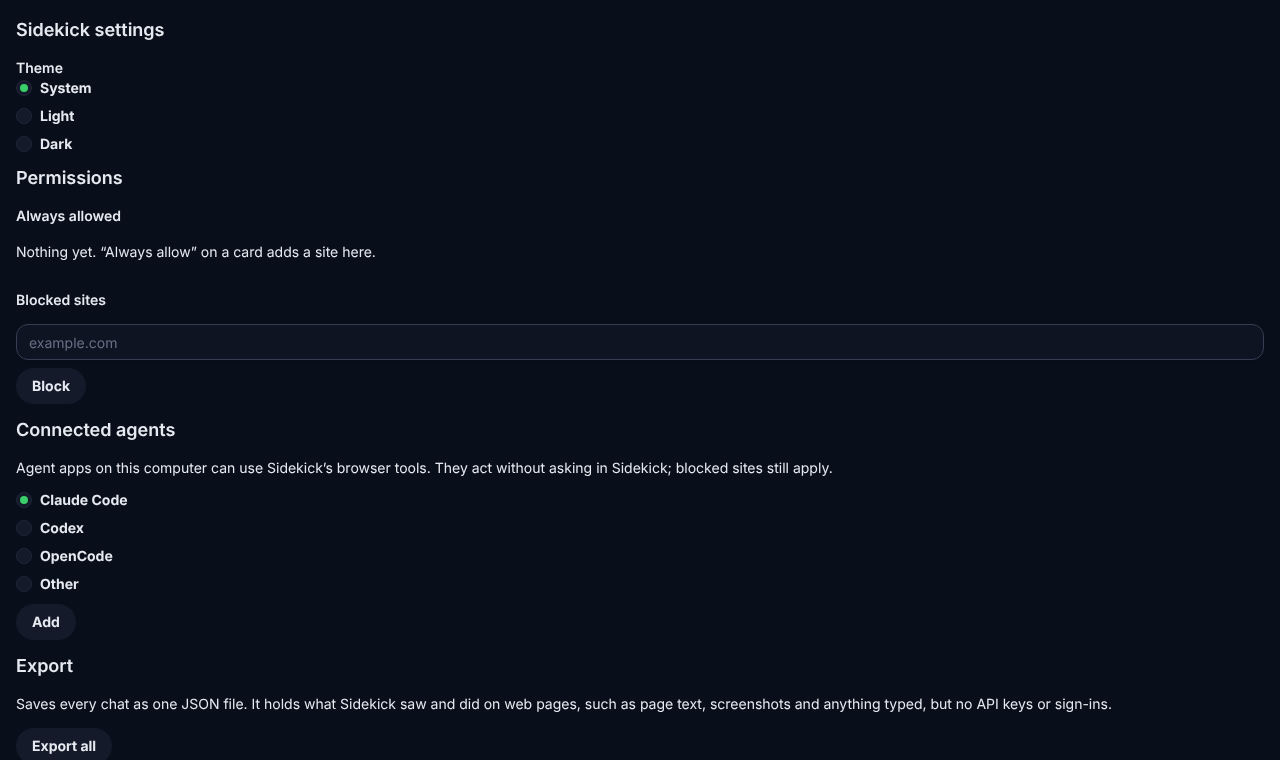 Sidekick settings
Theme
System
Light
Dark
Permissions
Always allowed
Nothing yet. “Always allow” on a card adds a site here.
Blocked sites
example.com
Block
Connected agents
Agent apps on this computer can use Sidekick’s browser tools. They act without asking in Sidekick; blocked sites still apply.
Claude Code
Codex
OpenCode
Other
Add
Export
Saves every chat as one JSON file. It holds what Sidekick saw and did on web pages, such as page text, screenshots and anything typed, but no API keys or sign-ins.
Export all